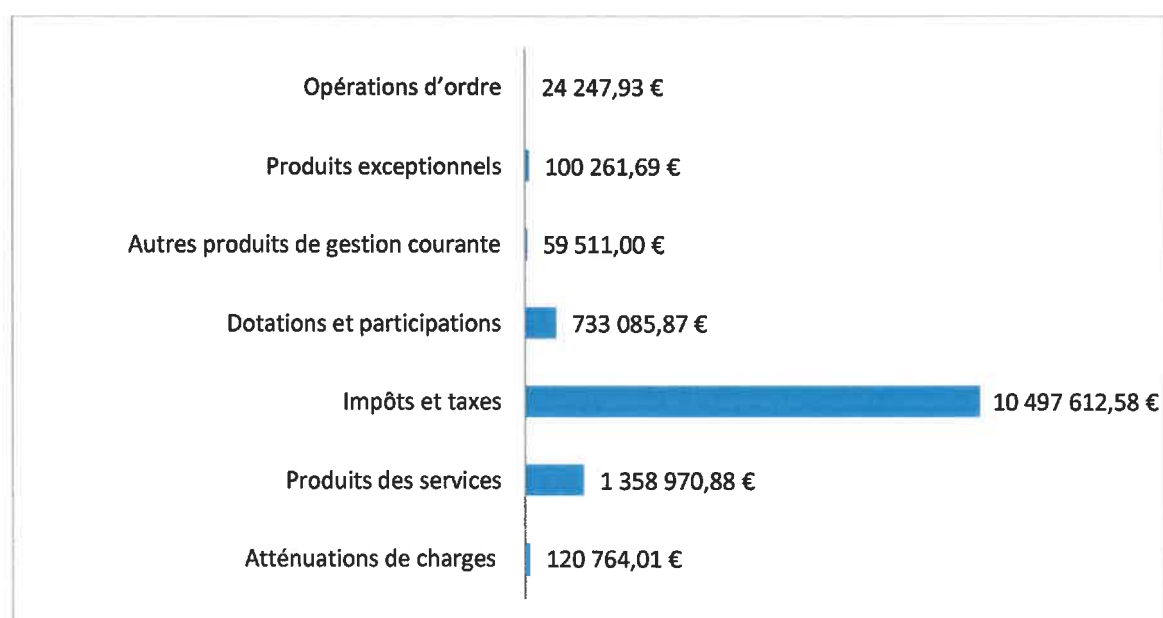 Opérations d’ordre 24 247,93 €
Produits exceptionnels 100 261,69 €
Autres produits de gestion courante 59 511,00 €
Dotations et participations 733 085,87 €
Impôts et taxes 10 497 612,58 €
Produits des services 1 358 970,88 €
Atténuations de charges 120 764,01 €